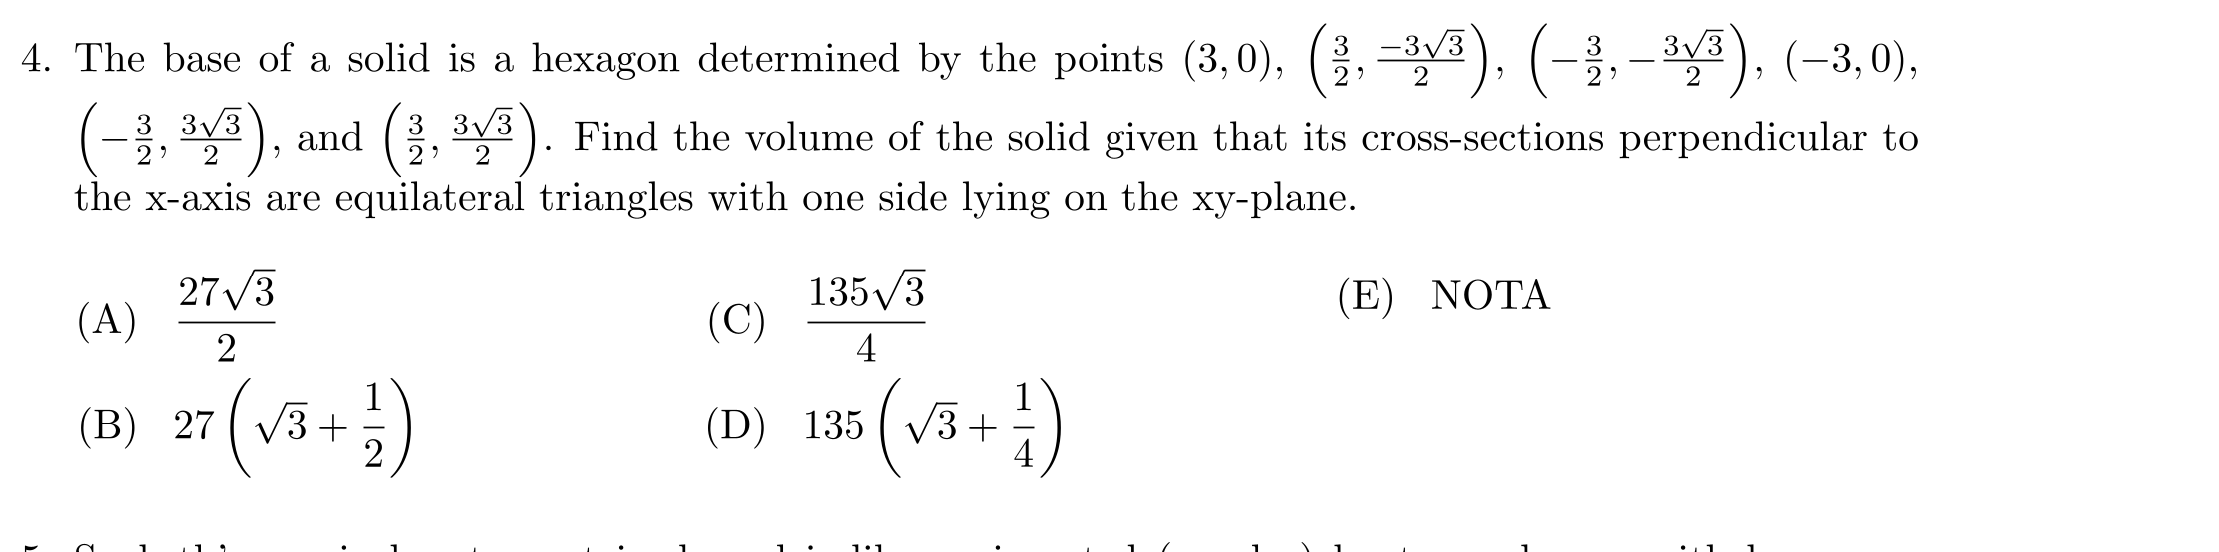 4. The base of a solid is a hexagon determined by the points (3, 0), (3/2, −3√3/2), (−3/2, −3√3/2), (−3, 0),
(−3/2, 3√3/2), and (3/2, 3√3/2). Find the volume of the solid given that its cross-sections perpendicular to
the x-axis are equilateral triangles with one side lying on the xy-plane.
(A) 27√3/2
(C) 135√3/4
(E) NOTA
(B) 27(√3 + 1/2)
(D) 135(√3 + 1/4)